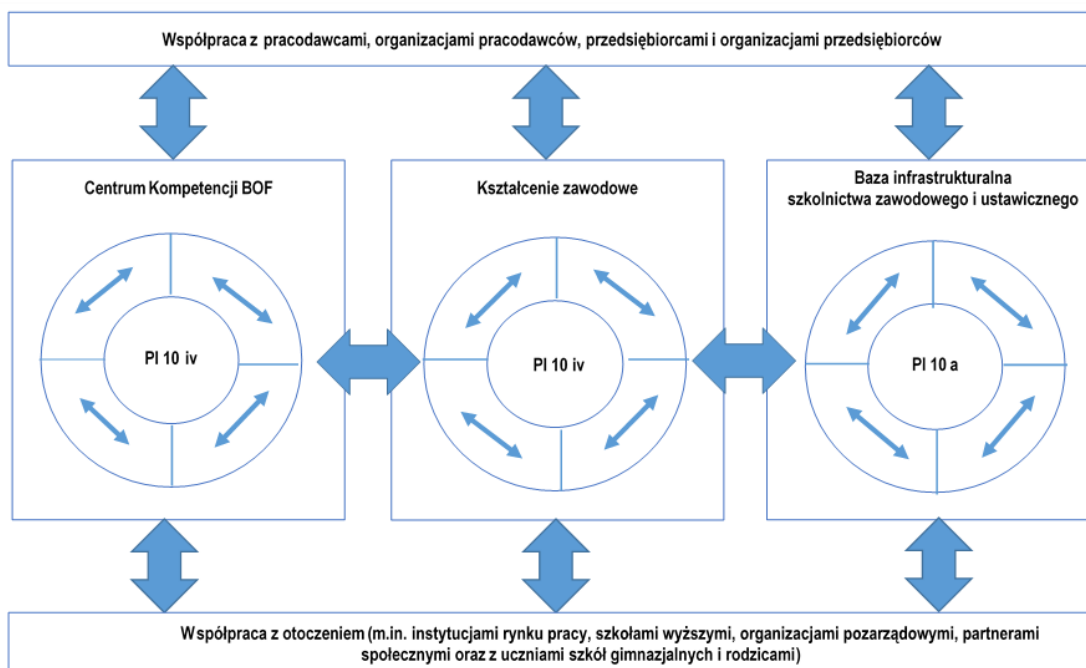 Współpraca z pracodawcami, organizacjami pracodawców, przedsiębiorcami i organizacjami przedsiębiorców
Centrum Kompetencji BOF
PI 10 iv
Kształcenie zawodowe
PI 10 iv
Baza infrastrukturalna
szkolnictwa zawodowego i ustawicznego
PI 10 a
Współpraca z otoczeniem (m.in. instytucjami rynku pracy, szkołami wyższymi, organizacjami pozarządowymi, partnerami
społecznymi oraz z uczniami szkół gimnazjalnych i rodzicami)